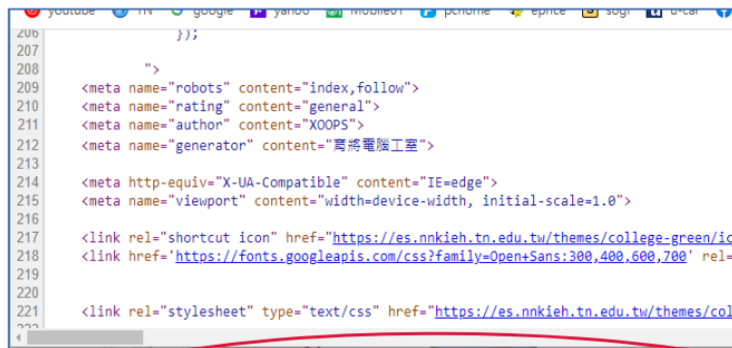 youtube TN google yahoo Mobile01 pchome eprice sogi u-car
206 });
207
208 ">
209 <meta name="robots" content="index,follow">
210 <meta name="rating" content="general">
211 <meta name="author" content="XOOPS">
212 <meta name="generator" content="育將電腦工室">
213
214 <meta http-equiv="X-UA-Compatible" content="IE=edge">
215 <meta name="viewport" content="width=device-width, initial-scale=1.0">
216
217 <link rel="shortcut icon" href="https://es.nnkieh.tn.edu.tw/themes/college-green/ic
218 <link href='https://fonts.googleapis.com/css?family=Open+Sans:300,400,600,700' rel=
219
220
221 <link rel="stylesheet" type="text/css" href="https://es.nnkieh.tn.edu.tw/themes/col